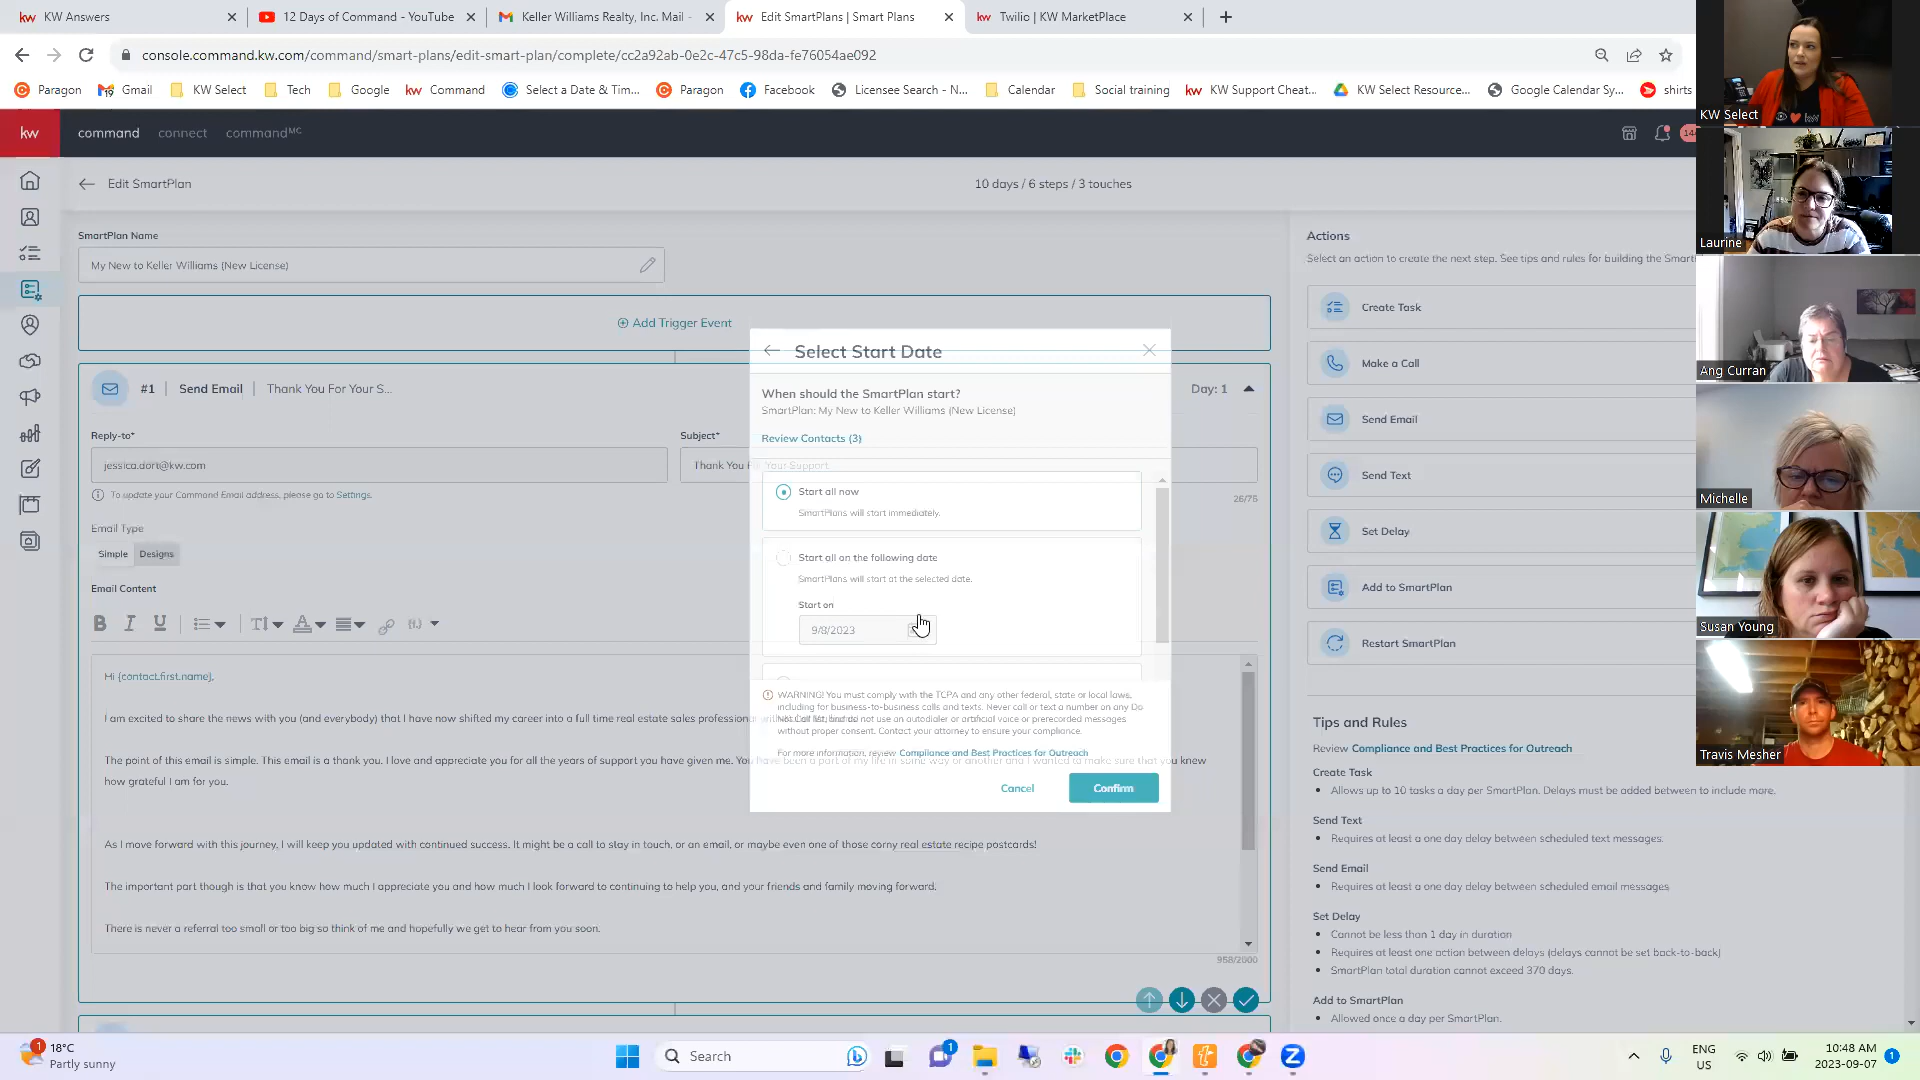 KW Answers
12 Days of Command - YouTube
Keller Williams Realty, Inc. Mail -
Edit SmartPlans | Smart Plans
Twilio | KW MarketPlace
console.command.kw.com/command/smart-plans/edit-smart-plan/complete/cc2a92ab-0e2c-47c5-98da-fe76054ae092
Paragon
Gmail
KW Select
Tech
Google
Command
Select a Date & Tim...
Paragon
Facebook
Licensee Search - N...
Calendar
Social training
KW Support Cheat...
KW Select Resource...
Google Calendar Sy...
shirts
kw
command
connect
commandMC
Edit SmartPlan
10 days / 6 steps / 3 touches
SmartPlan Name
My New to Keller Williams (New License)
Add Trigger Event
#1 | Send Email | Thank You For Your S...
Day: 1
Reply-to*
jessica.dort@kw.com
To update your Command Email address, please go to Settings.
Subject*
Thank You For Your Support
26/75
Email Type
Simple
Designs
Email Content
Hi {contact.first.name},
I am excited to share the news with you (and everybody) that I have now shifted my career into a full time real estate sales professional
The point of this email is simple. This email is a thank you. I love and appreciate you for all the years of support you have given me. You have been a part of my life in some way or another and I wanted to make sure that you knew
how grateful I am for you.
As I move forward with this journey, I will keep you updated with continued success. It might be a call to stay in touch, or an email, or maybe even one of those corny real estate recipe postcards!
The important part though is that you know how much I appreciate you and how much I look forward to continuing to help you, and your friends and family moving forward.
There is never a referral too small or too big so think of me and hopefully we get to hear from you soon.
958/2000
Select Start Date
When should the SmartPlan start?
SmartPlan: My New to Keller Williams (New License)
Review Contacts (3)
Start all now
SmartPlans will start immediately.
Start all on the following date
SmartPlans will start at the selected date.
Start on
9/8/2023
WARNING! You must comply with the TCPA and any other federal, state or local laws,
including for business-to-business calls and texts. Never call or text a number on any Do
Not Call list, and do not use an autodialer or artificial voice or prerecorded messages
without proper consent. Contact your attorney to ensure your compliance.
For more information, review Compliance and Best Practices for Outreach
Cancel
Confirm
Actions
Select an action to create the next step. See tips and rules for building the Smart
Create Task
Make a Call
Send Email
Send Text
Set Delay
Add to SmartPlan
Restart SmartPlan
Tips and Rules
Review Compliance and Best Practices for Outreach
Create Task
• Allows up to 10 tasks a day per SmartPlan. Delays must be added between to include more.
Send Text
• Requires at least a one day delay between scheduled text messages.
Send Email
• Requires at least a one day delay between scheduled email messages
Set Delay
• Cannot be less than 1 day in duration
• Requires at least one action between delays (delays cannot be set back-to-back)
• SmartPlan total duration cannot exceed 370 days.
Add to SmartPlan
• Allowed once a day per SmartPlan.
KW Select
Laurine
Ang Curran
Michelle
Susan Young
Travis Mesher
18°C
Partly sunny
Search
ENG
US
10:48 AM
2023-09-07